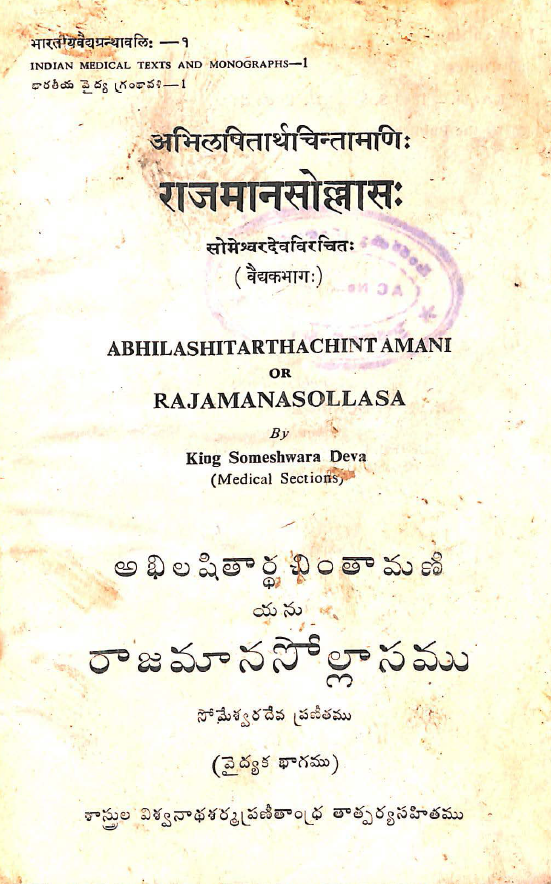 भारतीयवैद्यग्रन्थावलिः —१
INDIAN MEDICAL TEXTS AND MONOGRAPHS—1
భారతీయ వైద్య గ్రంథావళి—1
अभिलषितार्थचिन्तामणिः
राजमानसोल्लासः
सोमेश्वरदेवविरचितः
( वैद्यकभागः )
ABHILASHITARTHACHINTAMANI
OR
RAJAMANASOLLASA
By
King Someshwara Deva
(Medical Sections)
అభిలషితార్థచింతామణి
యను
రాజమానసోల్లాసము
సోమేశ్వరదేవ ప్రణీతము
(వైద్యక భాగము)
శాస్త్రుల విశ్వనాథశర్మప్రణీతాంధ్ర తాత్పర్యసహితము